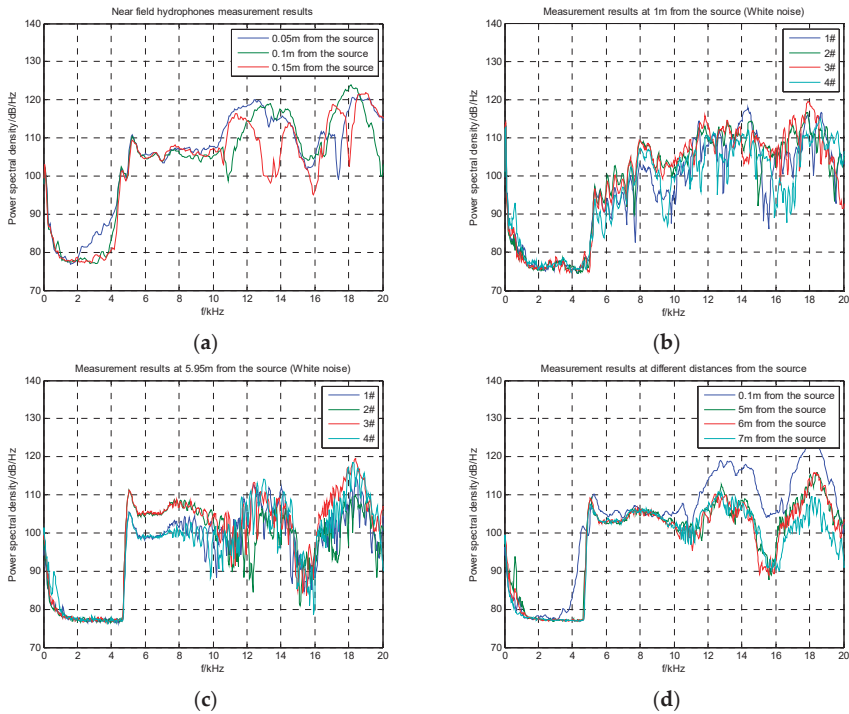 Near field hydrophones measurement results
Power spectral density/dB/Hz
140
130
120
110
100
90
80
70
0 2 4 6 8 10 12 14 16 18 20
f/kHz
0.05m from the source
0.1m from the source
0.15m from the source
(a)
Measurement results at 1m from the source (White noise)
Power spectral density/dB/Hz
140
130
120
110
100
90
80
70
0 2 4 6 8 10 12 14 16 18 20
f/kHz
1#
2#
3#
4#
(b)
Measurement results at 5.95m from the source (White noise)
Power spectral density/dB/Hz
140
130
120
110
100
90
80
70
0 2 4 6 8 10 12 14 16 18 20
f/kHz
1#
2#
3#
4#
(c)
Measurement results at different distances from the source
Power spectral density/dB/Hz
140
130
120
110
100
90
80
70
0 2 4 6 8 10 12 14 16 18 20
f/kHz
0.1m from the source
5m from the source
6m from the source
7m from the source
(d)